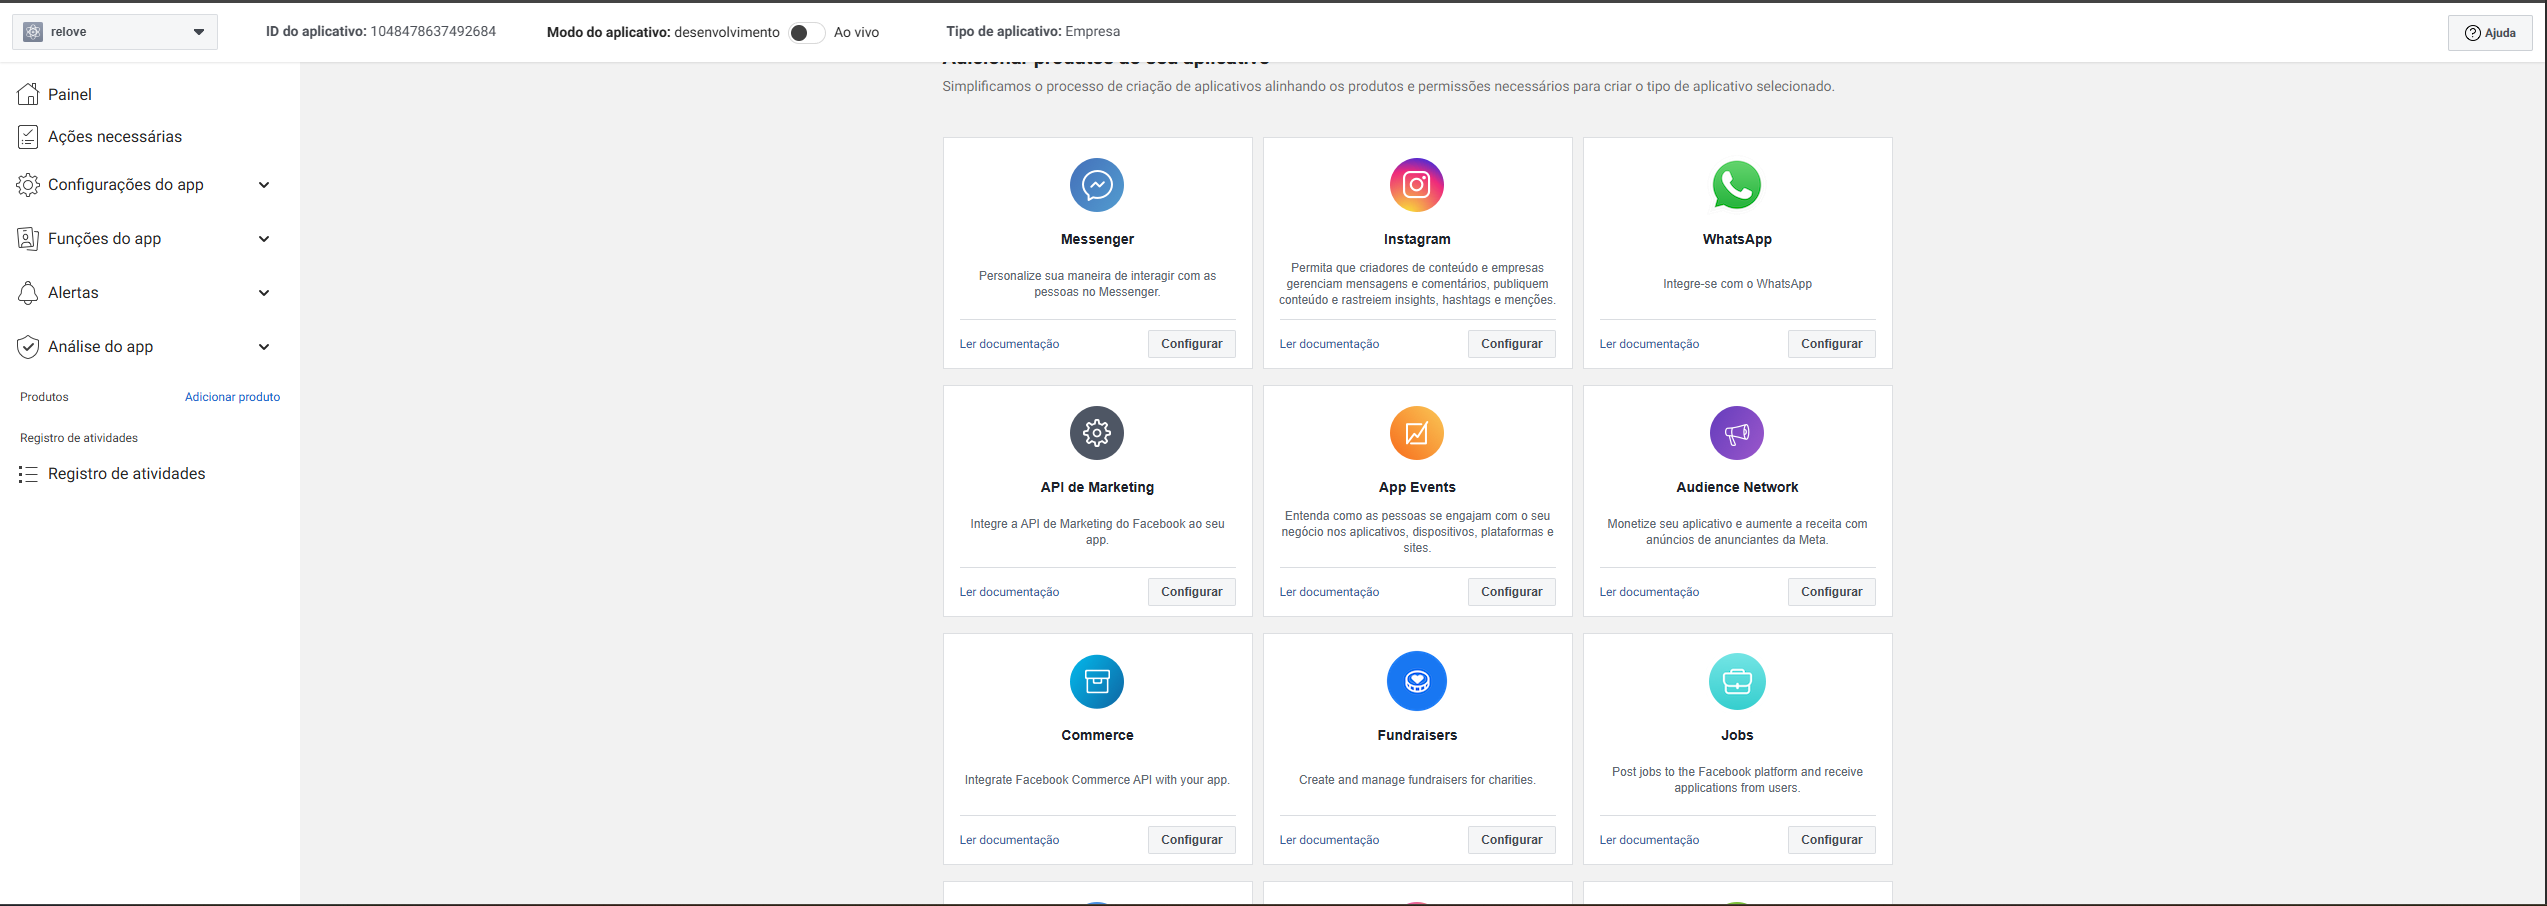 relove
ID do aplicativo: 1048478637492684
Modo do aplicativo: desenvolvimento
Ao vivo
Tipo de aplicativo: Empresa
Ajuda
Painel
Ações necessárias
Configurações do app
Funções do app
Alertas
Análise do app
Produtos
Adicionar produto
Registro de atividades
Registro de atividades
Adicionar produtos ao seu aplicativo
Simplificamos o processo de criação de aplicativos alinhando os produtos e permissões necessários para criar o tipo de aplicativo selecionado.
Messenger
Personalize sua maneira de interagir com as
pessoas no Messenger.
Ler documentação
Configurar
Instagram
Permita que criadores de conteúdo e empresas
gerenciam mensagens e comentários, publiquem
conteúdo e rastreiem insights, hashtags e menções.
Ler documentação
Configurar
WhatsApp
Integre-se com o WhatsApp
Ler documentação
Configurar
API de Marketing
Integre a API de Marketing do Facebook ao seu
app.
Ler documentação
Configurar
App Events
Entenda como as pessoas se engajam com o seu
negócio nos aplicativos, dispositivos, plataformas e
sites.
Ler documentação
Configurar
Audience Network
Monetize seu aplicativo e aumente a receita com
anúncios de anunciantes da Meta.
Ler documentação
Configurar
Commerce
Integrate Facebook Commerce API with your app.
Ler documentação
Configurar
Fundraisers
Create and manage fundraisers for charities.
Ler documentação
Configurar
Jobs
Post jobs to the Facebook platform and receive
applications from users.
Ler documentação
Configurar